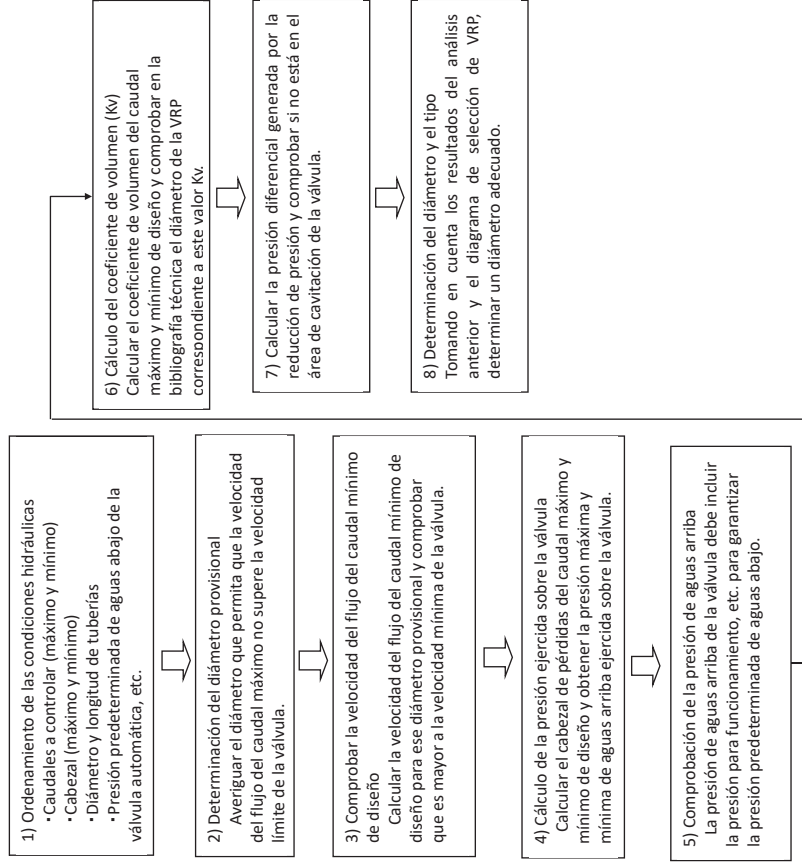 1) Ordenamiento de las condiciones hidráulicas
・Caudales a controlar (máximo y mínimo)
・Cabezal (máximo y mínimo)
・Diámetro y longitud de tuberías
・Presión predeterminada de aguas abajo de la
válvula automática, etc.
2) Determinación del diámetro provisional
Averiguar el diámetro que permita que la velocidad
del flujo del caudal máximo no supere la velocidad
límite de la válvula.
3) Comprobar la velocidad del flujo del caudal mínimo
de diseño
Calcular la velocidad del flujo del caudal mínimo de
diseño para ese diámetro provisional y comprobar
que es mayor a la velocidad mínima de la válvula.
4) Cálculo de la presión ejercida sobre la válvula
Calcular el cabezal de pérdidas del caudal máximo y
mínimo de diseño y obtener la presión máxima y
mínima de aguas arriba ejercida sobre la válvula.
5) Comprobación de la presión de aguas arriba
La presión de aguas arriba de la válvula debe incluir
la presión para funcionamiento, etc. para garantizar
la presión predeterminada de aguas abajo.
6) Cálculo del coeficiente de volumen (Kv)
Calcular el coeficiente de volumen del caudal
máximo y mínimo de diseño y comprobar en la
bibliografía técnica el diámetro de la VRP
correspondiente a este valor Kv.
7) Calcular la presión diferencial generada por la
reducción de presión y comprobar si no está en el
área de cavitación de la válvula.
8) Determinación del diámetro y el tipo
Tomando en cuenta los resultados del análisis
anterior y el diagrama de selección de VRP,
determinar un diámetro adecuado.